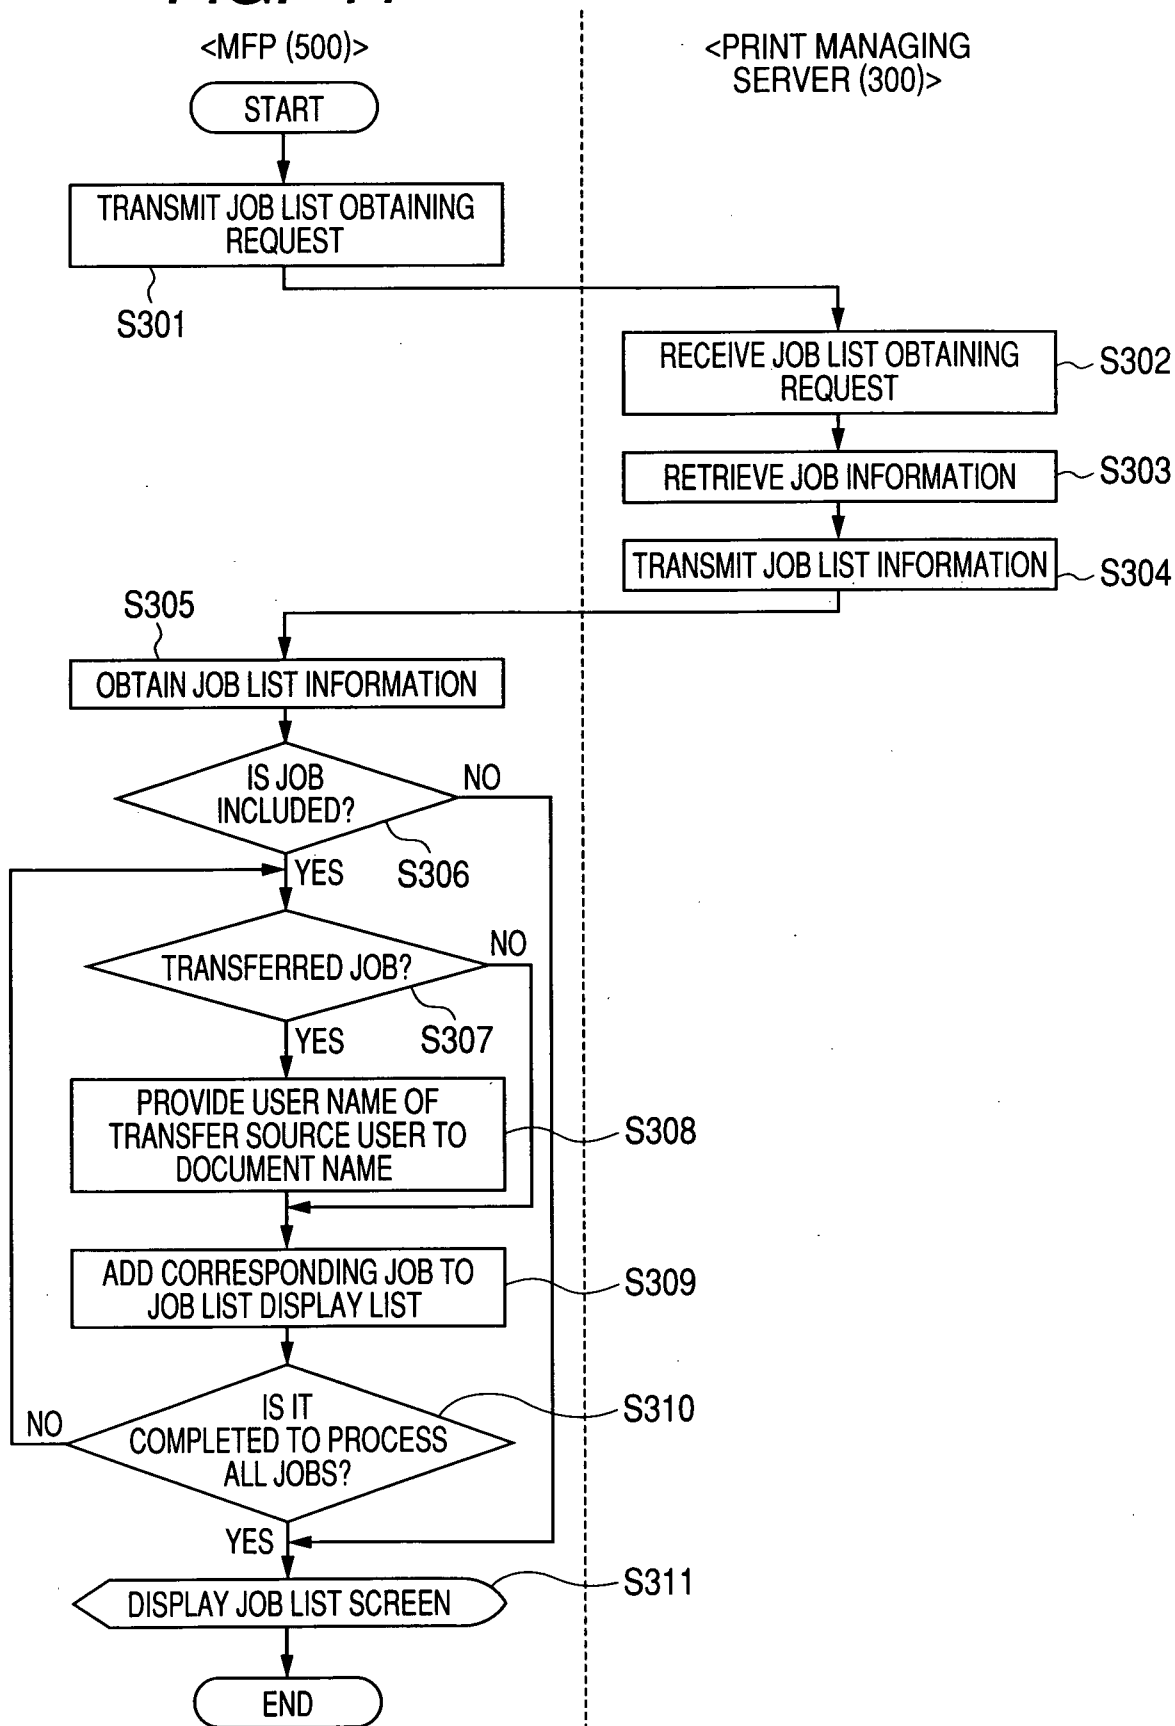 <MFP (500)>
<PRINT MANAGING
SERVER (300)>
START
TRANSMIT JOB LIST OBTAINING
REQUEST
S301
RECEIVE JOB LIST OBTAINING
REQUEST
S302
RETRIEVE JOB INFORMATION
S303
TRANSMIT JOB LIST INFORMATION
S304
S305
OBTAIN JOB LIST INFORMATION
IS JOB
INCLUDED?
NO
S306
YES
TRANSFERRED JOB?
NO
S307
YES
PROVIDE USER NAME OF
TRANSFER SOURCE USER TO
DOCUMENT NAME
S308
ADD CORRESPONDING JOB TO
JOB LIST DISPLAY LIST
S309
IS IT
COMPLETED TO PROCESS
ALL JOBS?
NO
S310
YES
DISPLAY JOB LIST SCREEN
S311
END